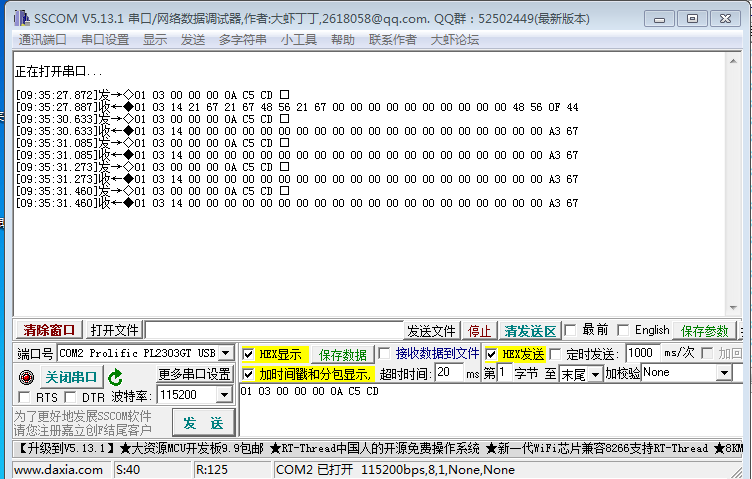 SSCOM V5.13.1 串口/网络数据调试器,作者:大虾丁丁,2618058@qq.com. QQ群：52502449(最新版本)
通讯端口 串口设置 显示 发送 多字符串 小工具 帮助 联系作者 大虾论坛
正在打开串口...
[09:35:27.872]发→◇01 03 00 00 00 0A C5 CD □
[09:35:27.887]收←◆01 03 14 21 67 21 67 48 56 21 67 00 00 00 00 00 00 00 00 00 00 48 56 0F 44
[09:35:30.633]发→◇01 03 00 00 00 0A C5 CD □
[09:35:30.633]收←◆01 03 14 00 00 00 00 00 00 00 00 00 00 00 00 00 00 00 00 00 00 00 00 A3 67
[09:35:31.085]发→◇01 03 00 00 00 0A C5 CD □
[09:35:31.085]收←◆01 03 14 00 00 00 00 00 00 00 00 00 00 00 00 00 00 00 00 00 00 00 00 A3 67
[09:35:31.273]发→◇01 03 00 00 00 0A C5 CD □
[09:35:31.273]收←◆01 03 14 00 00 00 00 00 00 00 00 00 00 00 00 00 00 00 00 00 00 00 00 A3 67
[09:35:31.460]发→◇01 03 00 00 00 0A C5 CD □
[09:35:31.460]收←◆01 03 14 00 00 00 00 00 00 00 00 00 00 00 00 00 00 00 00 00 00 00 00 A3 67
清除窗口 打开文件 发送文件 停止 清发送区 最前 English 保存参数
端口号 COM2 Prolific PL2303GT USB HEX显示 保存数据 接收数据到文件 HEX发送 定时发送: 1000 ms/次 加回
关闭串口 更多串口设置 加时间戳和分包显示, 超时时间: 20 ms 第 1 字节 至 末尾 加校验 None
RTS DTR 波特率: 115200 01 03 00 00 00 0A C5 CD
为了更好地发展SSCOM软件
请您注册嘉立创F结尾客户
发 送
【升级到V5.13.1】★大资源MCU开发板9.9包邮 ★RT-Thread中国人的开源免费操作系统 ★新一代WiFi芯片兼容8266支持RT-Thread ★8KM
www.daxia.com S:40 R:125 COM2 已打开 115200bps,8,1,None,None